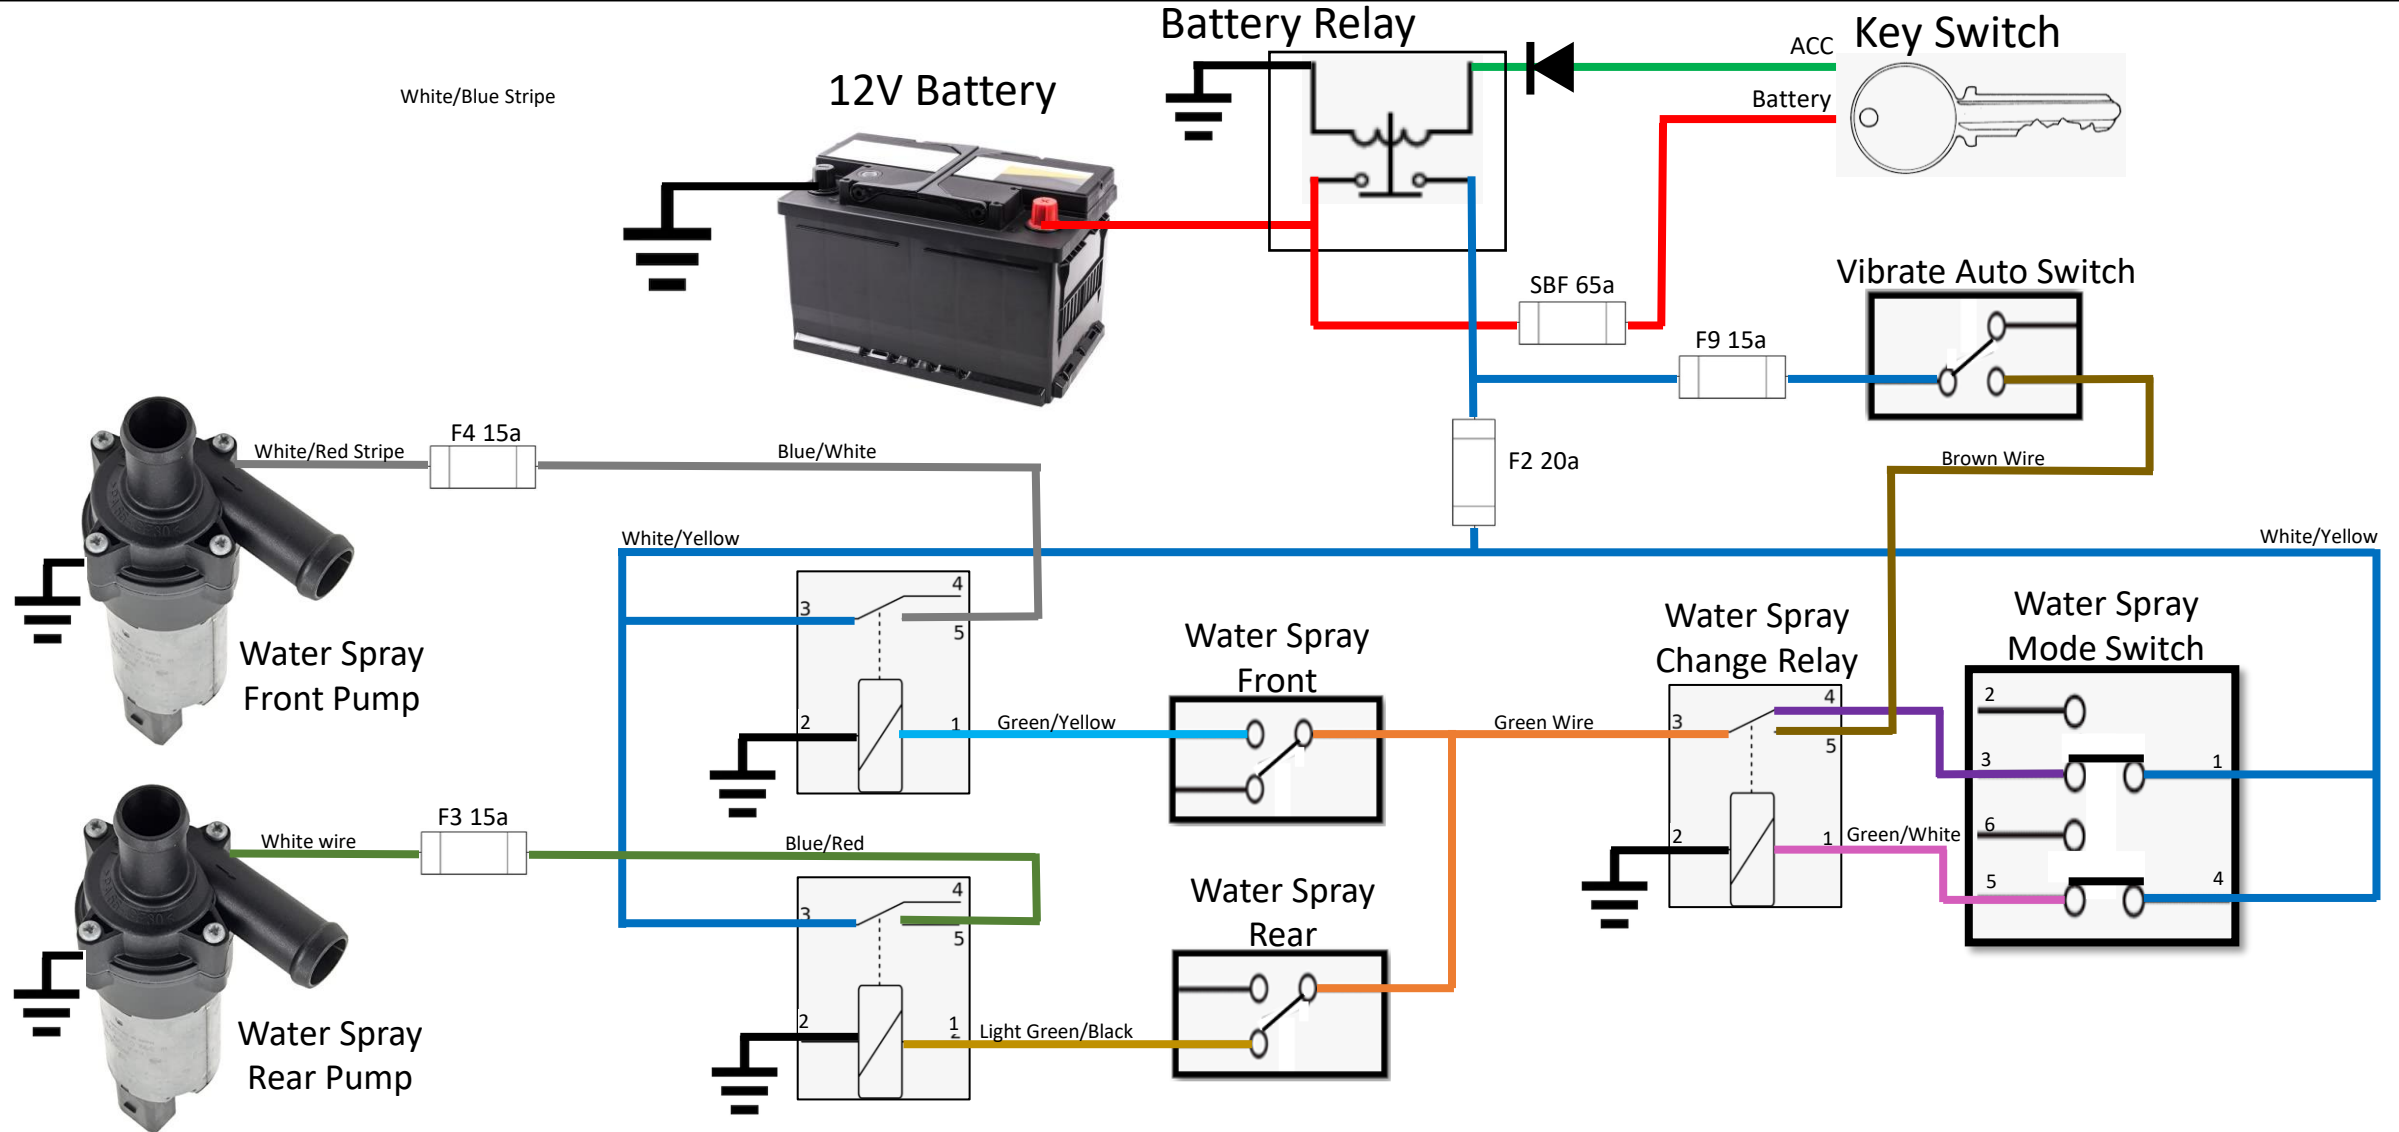 Battery Relay
Key Switch
ACC
White/Blue Stripe
12V Battery
Battery
Vibrate Auto Switch
SBF 65a
F9 15a
F4 15a
White/Red Stripe
Blue/White
F2 20a
Brown Wire
White/Yellow
White/Yellow
4
3
5
2
1
Water Spray
Front Pump
Green/Yellow
Water Spray
Front
Green Wire
Water Spray
Change Relay
4
3
5
2
1
Green/White
Water Spray
Mode Switch
2
3
1
6
5
4
F3 15a
White wire
Blue/Red
4
3
5
2
1
Light Green/Black
Water Spray
Rear
Water Spray
Rear Pump